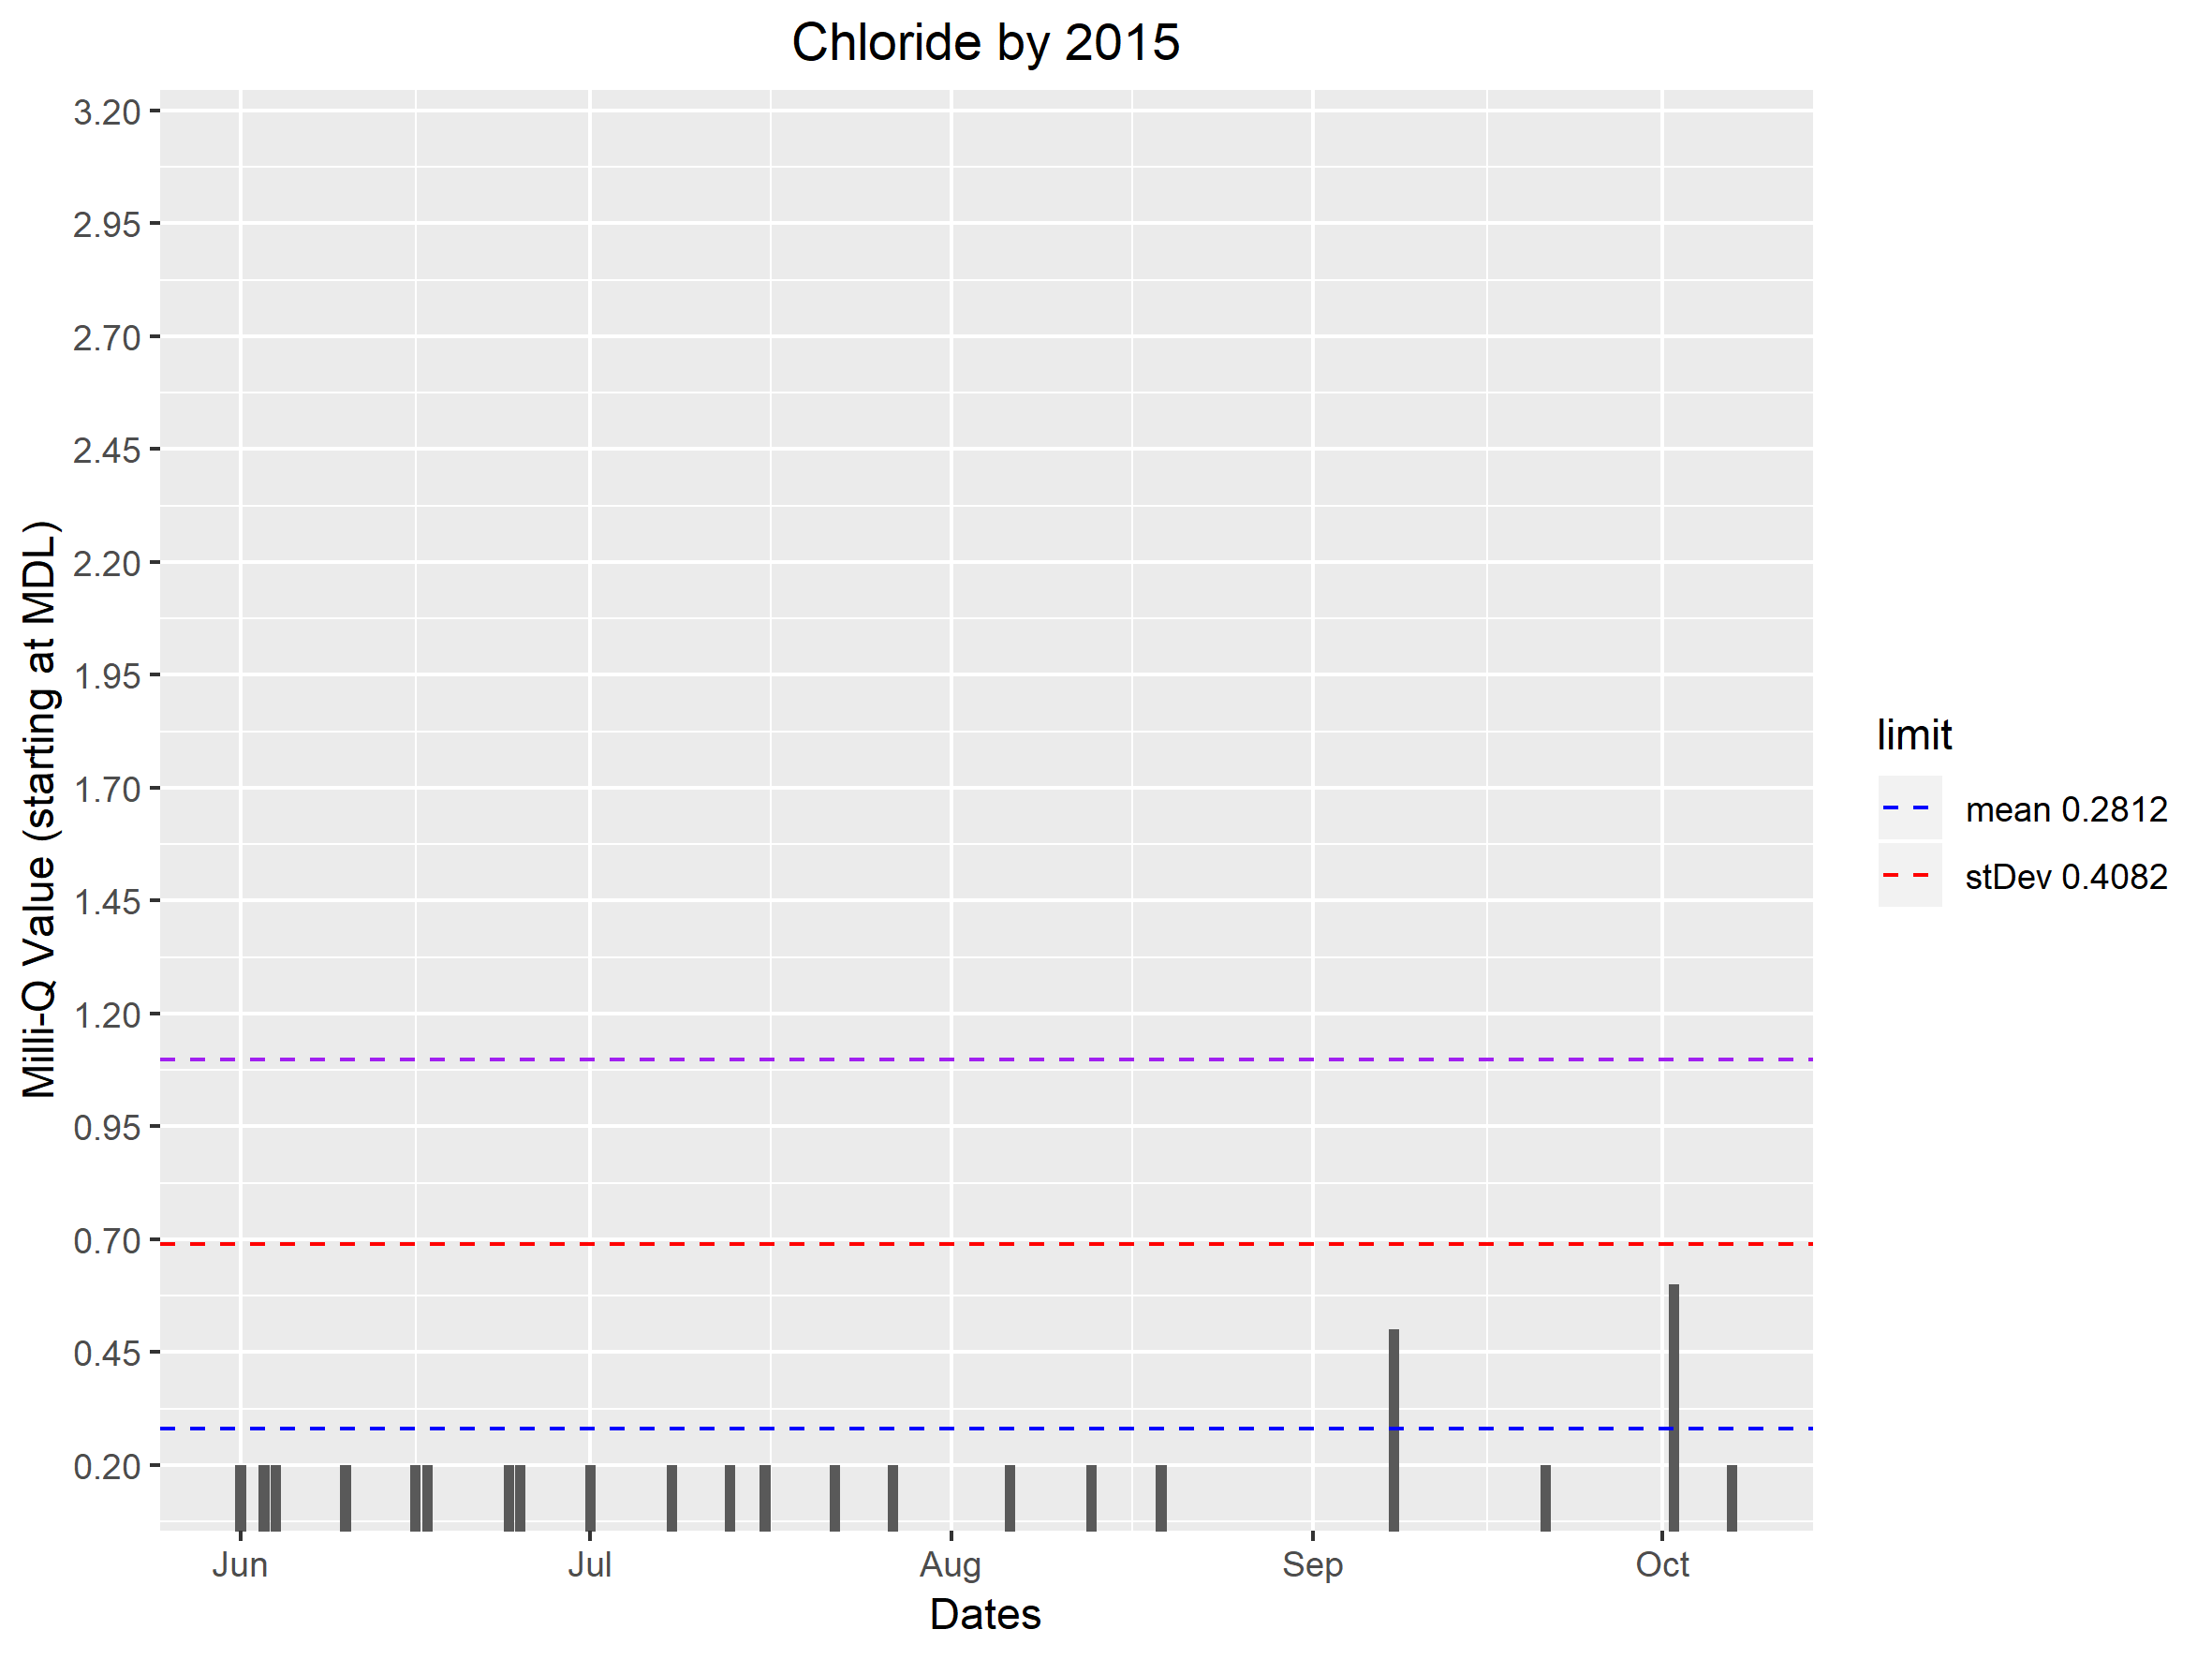 Chloride by 2015
Milli-Q Value (starting at MDL)
3.20
2.95
2.70
2.45
2.20
1.95
1.70
1.45
1.20
0.95
0.70
0.45
0.20
Jun Jul Aug Sep Oct
Dates
limit
mean 0.2812
stDev 0.4082